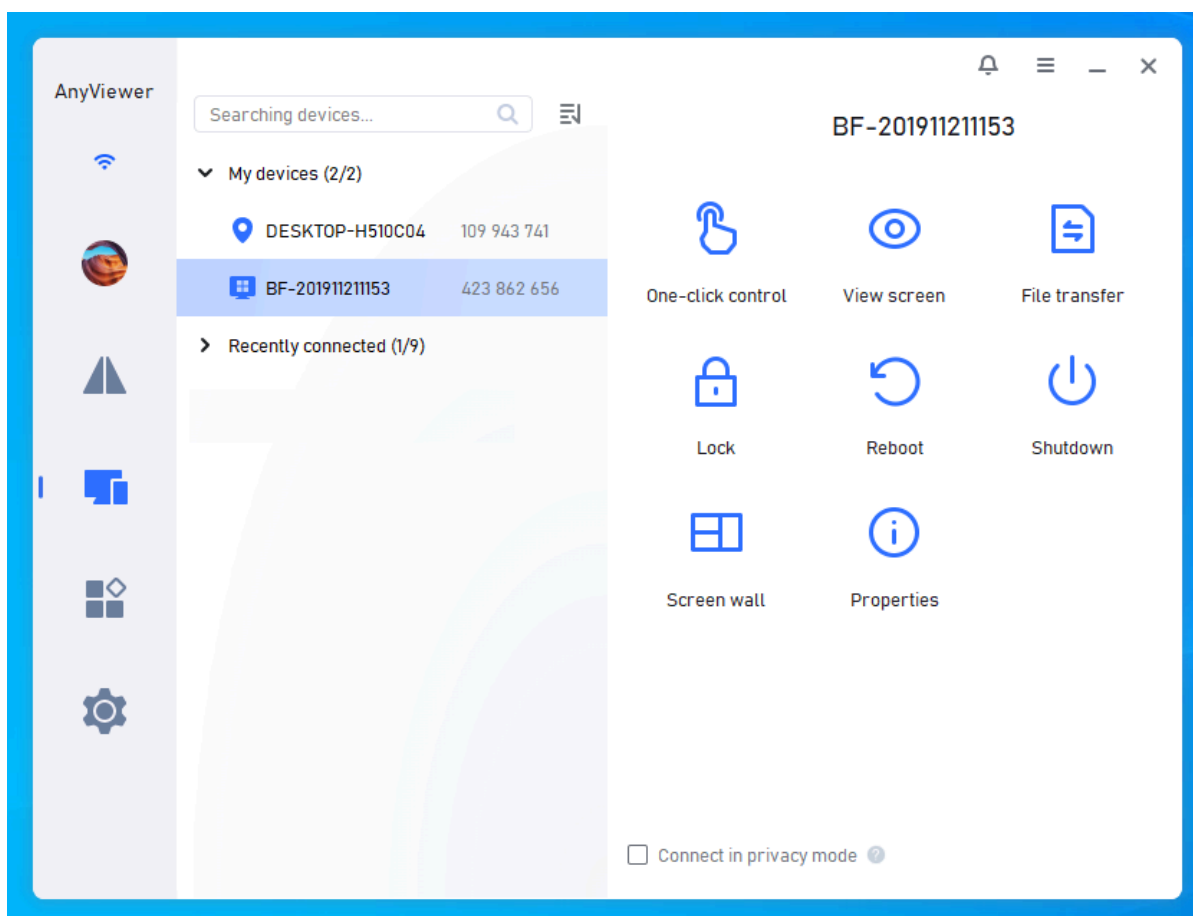 AnyViewer
Searching devices...
My devices (2/2)
DESKTOP-H510C04 109 943 741
BF-201911211153 423 862 656
Recently connected (1/9)
BF-201911211153
One-click control View screen File transfer
Lock Reboot Shutdown
Screen wall Properties
Connect in privacy mode ?